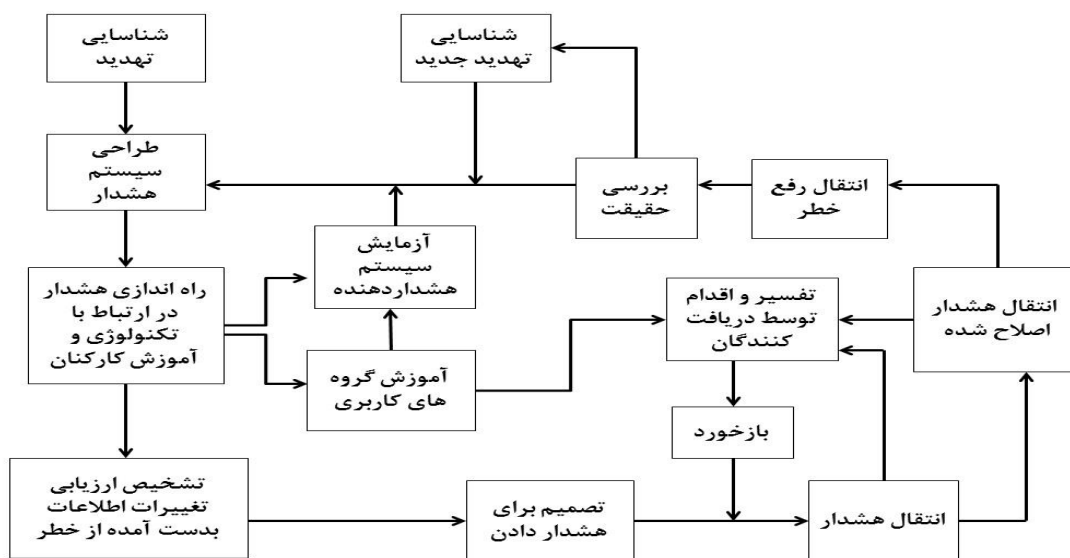 شناسایی
تهدید
شناسایی
تهدید جدید
طراحی
سیستم
هشدار
بررسی
حقیقت
انتقال رفع
خطر
آزمایش
سیستم
هشداردهنده
راه اندازی هشدار
در ارتباط با
تکنولوژی و
آموزش کارکنان
تفسیر و اقدام
توسط دریافت
کنندگان
انتقال هشدار
اصلاح شده
آموزش گروه
های کاربری
بازخورد
تشخیص ارزیابی
تغییرات اطلاعات
بدست آمده از خطر
تصمیم برای
هشدار دادن
انتقال هشدار